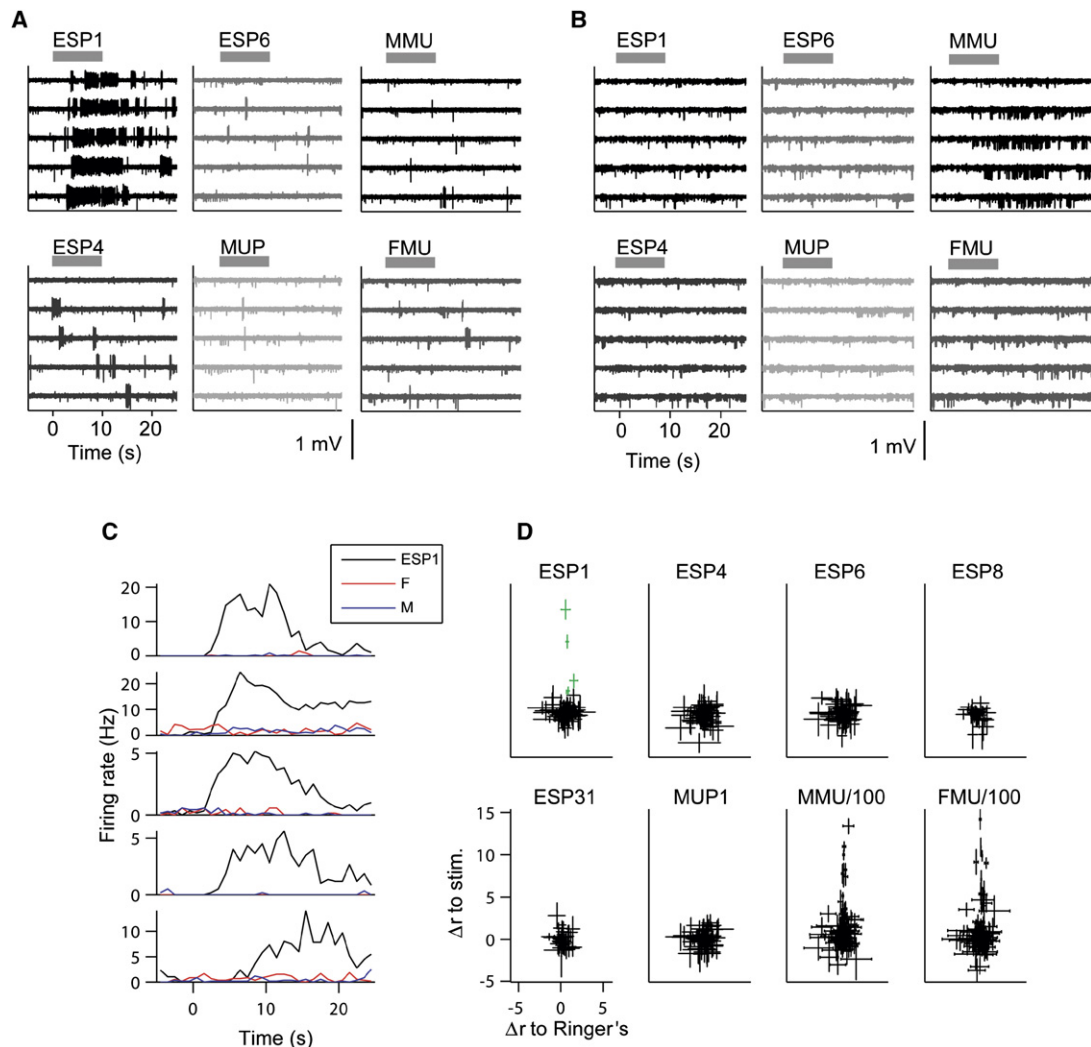 A
ESP1 ESP6 MMU
ESP4 MUP FMU
0 10 20
Time (s)
1 mV
B
ESP1 ESP6 MMU
ESP4 MUP FMU
0 10 20
Time (s)
1 mV
C
ESP1
F
M
20
10
0
20
10
0
5
0
5
0
10
5
0
Firing rate (Hz)
0 10 20
Time (s)
D
ESP1 ESP4 ESP6 ESP8
ESP31 MUP1 MMU/100 FMU/100
15
10
5
0
-5
Δr to stim.
-5 0 5
Δr to Ringer's